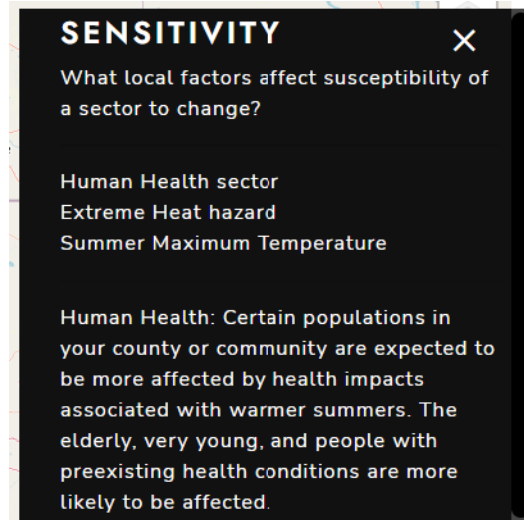 SENSITIVITY
What local factors affect susceptibility of
a sector to change?
Human Health sector
Extreme Heat hazard
Summer Maximum Temperature
Human Health: Certain populations in
your county or community are expected to
be more affected by health impacts
associated with warmer summers. The
elderly, very young, and people with
preexisting health conditions are more
likely to be affected.